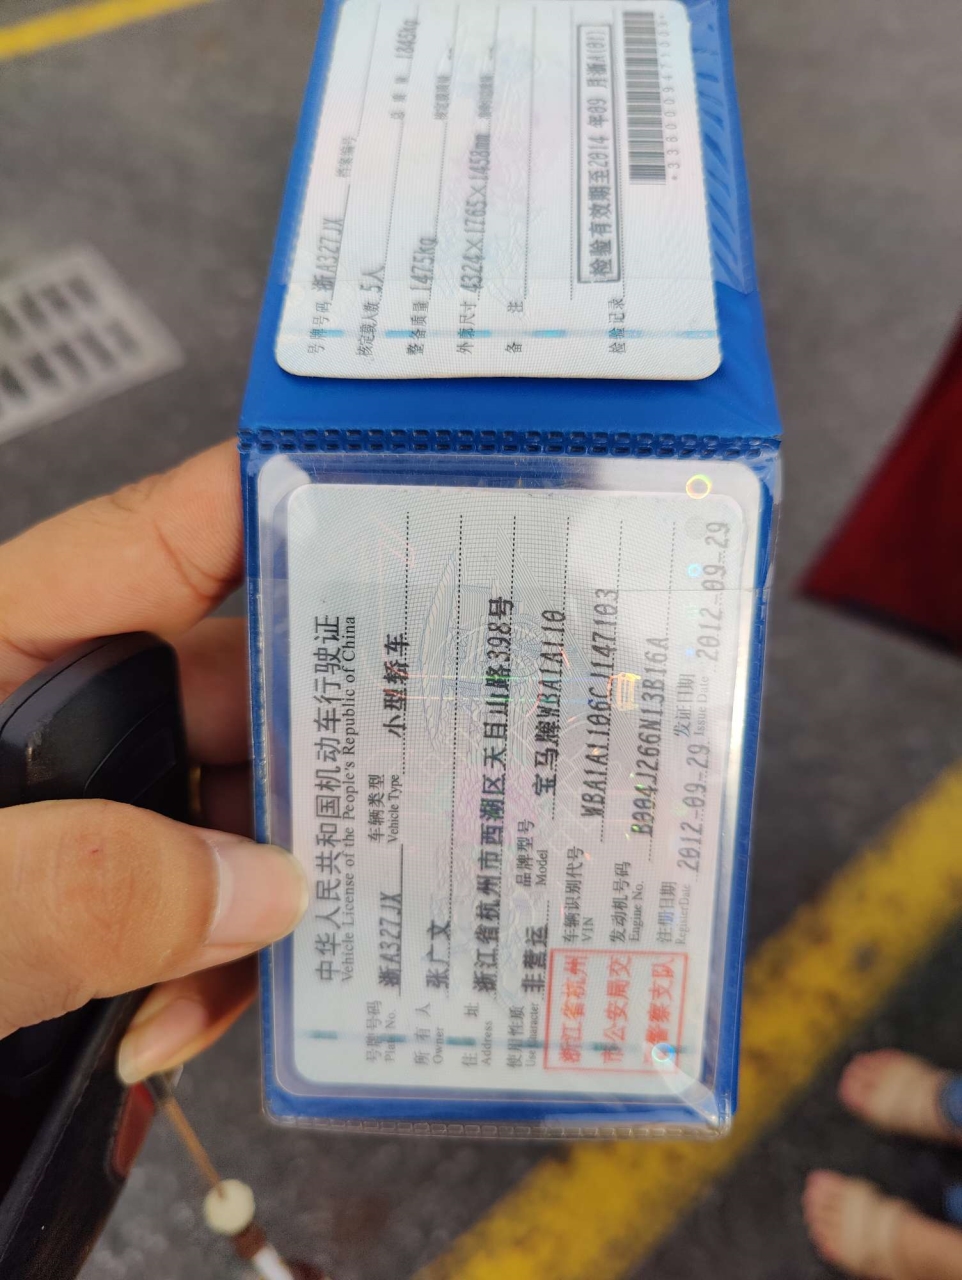 中华人民共和国机动车行驶证
Vehicle License of the People's Republic of China
号牌号码 浙A327JX 车辆类型 小型轿车
Plate No. Vehicle Type
所有人 张广文
Owner
住址 浙江省杭州市西湖区天目山路398号
Address
使用性质 非营运 品牌型号 宝马牌WBA1A110
Use Character Model
浙江省杭州
市公安局交
警察支队
车辆识别代号 WBA1A1106CJ147103
VIN
发动机号码 B004J266N13B16A
Engine No.
注册日期 2012-09-29 发证日期 2012-09-29
Register Date Issue Date
号牌号码 浙A327JX 档案编号
核定载人数 5人 总质量 1845kg
整备质量 1475kg 核定载质量
外廓尺寸 4324×1765×1458mm
备注
检验记录 检验有效期至2014年09月浙A(01)